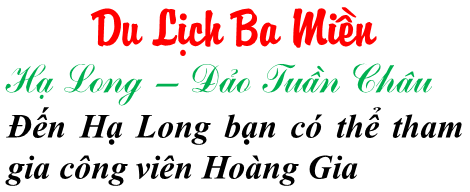 Du Lịch Ba Miền
Hạ Long – Đảo Tuần Châu
Đến Hạ Long bạn có thể tham
gia công viên Hoàng Gia